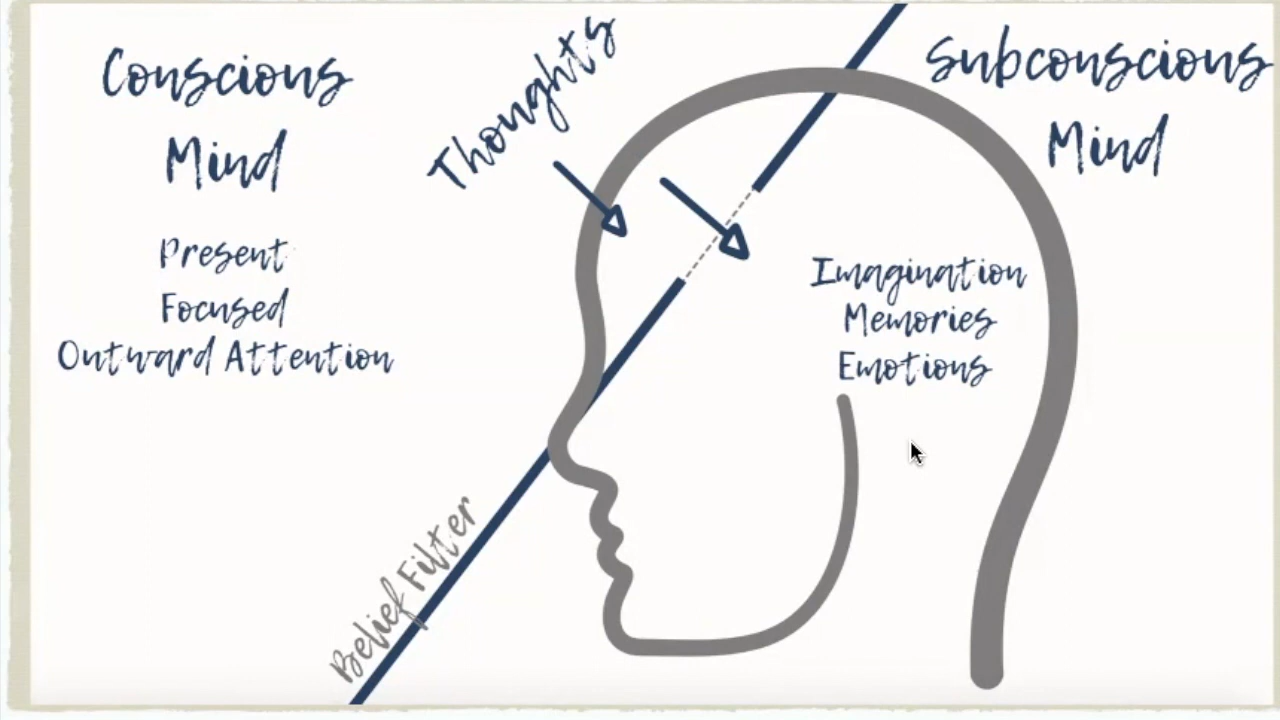 Conscious
Mind
Present
Focused
Outward Attention
Thoughts
Subconscious
Mind
Imagination
Memories
Emotions
Belief Filter